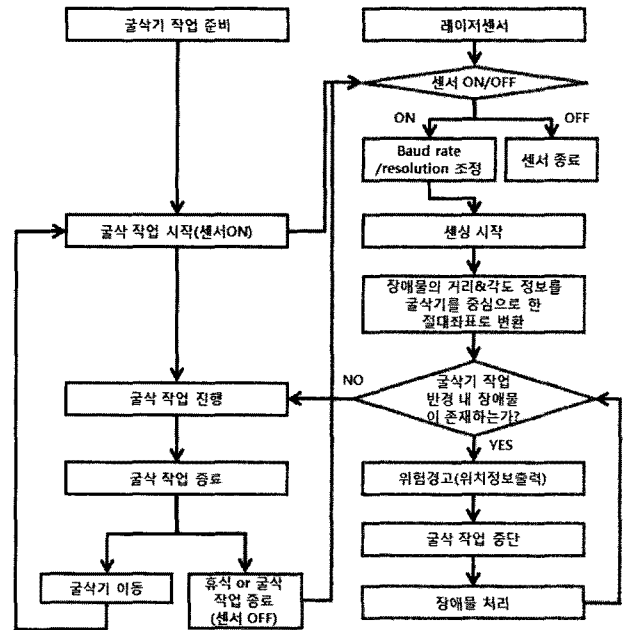 굴삭기 작업 준비
레이저센서
센서 ON/OFF
ON
OFF
Baud rate
/resolution 조정
센서 종료
굴삭 작업 시작(센서ON)
센싱 시작
장애물의 거리&각도 정보를
굴삭기를 중심으로 한
절대좌표로 변환
NO
굴삭기 작업
반경 내 장애물
이 존재하는가?
굴삭 작업 진행
YES
굴삭 작업 종료
위험경고(위치정보출력)
굴삭 작업 중단
굴삭기 이동
휴식 or 굴삭
작업 종료
(센서 OFF)
장애물 처리